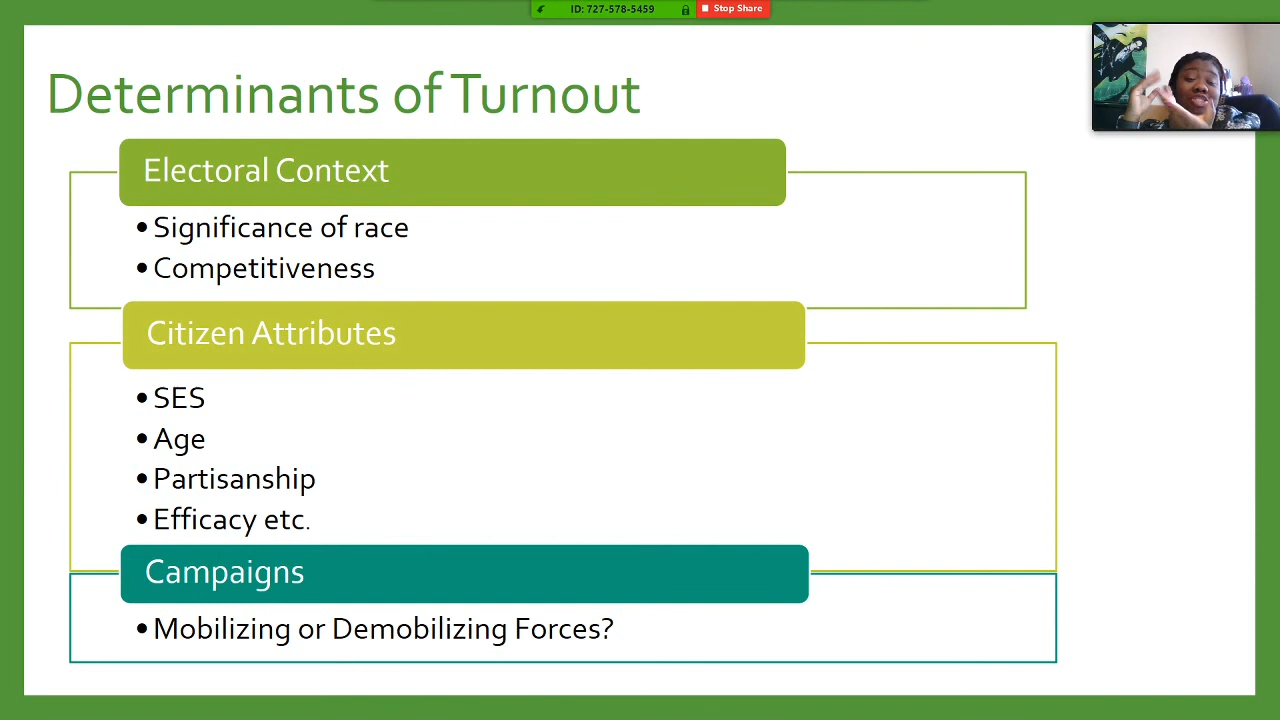 ID: 727-578-5459 Stop Share
Determinants of Turnout
Electoral Context
• Significance of race
• Competitiveness
Citizen Attributes
• SES
• Age
• Partisanship
• Efficacy etc.
Campaigns
• Mobilizing or Demobilizing Forces?